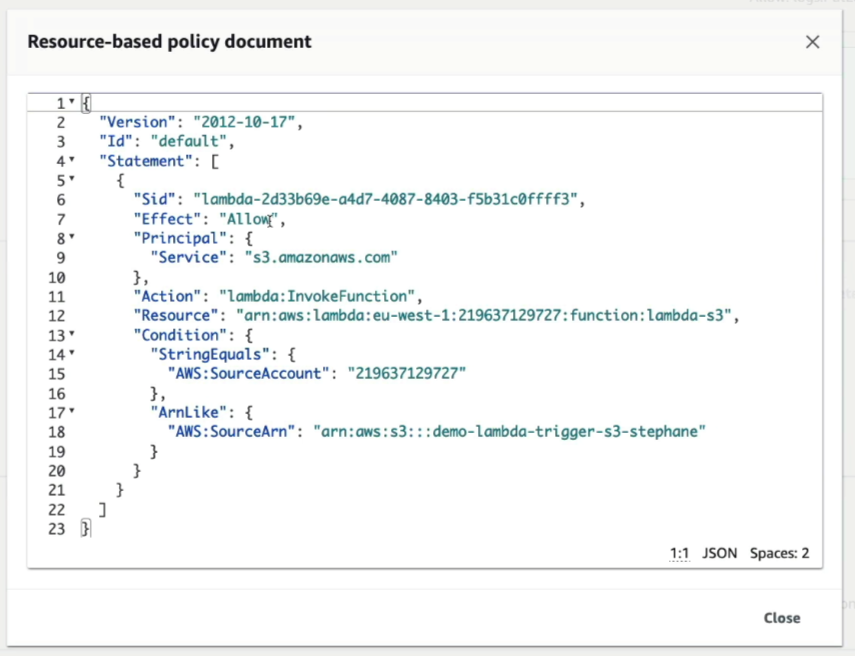 Resource-based policy document
1 {
2 "Version": "2012-10-17",
3 "Id": "default",
4 "Statement": [
5 {
6 "Sid": "lambda-2d33b69e-a4d7-4087-8403-f5b31c0ffff3",
7 "Effect": "Allow",
8 "Principal": {
9 "Service": "s3.amazonaws.com"
10 },
11 "Action": "lambda:InvokeFunction",
12 "Resource": "arn:aws:lambda:eu-west-1:219637129727:function:lambda-s3",
13 "Condition": {
14 "StringEquals": {
15 "AWS:SourceAccount": "219637129727"
16 },
17 "ArnLike": {
18 "AWS:SourceArn": "arn:aws:s3:::demo-lambda-trigger-s3-stephane"
19 }
20 }
21 }
22 ]
23 }
1:1 JSON Spaces: 2
Close